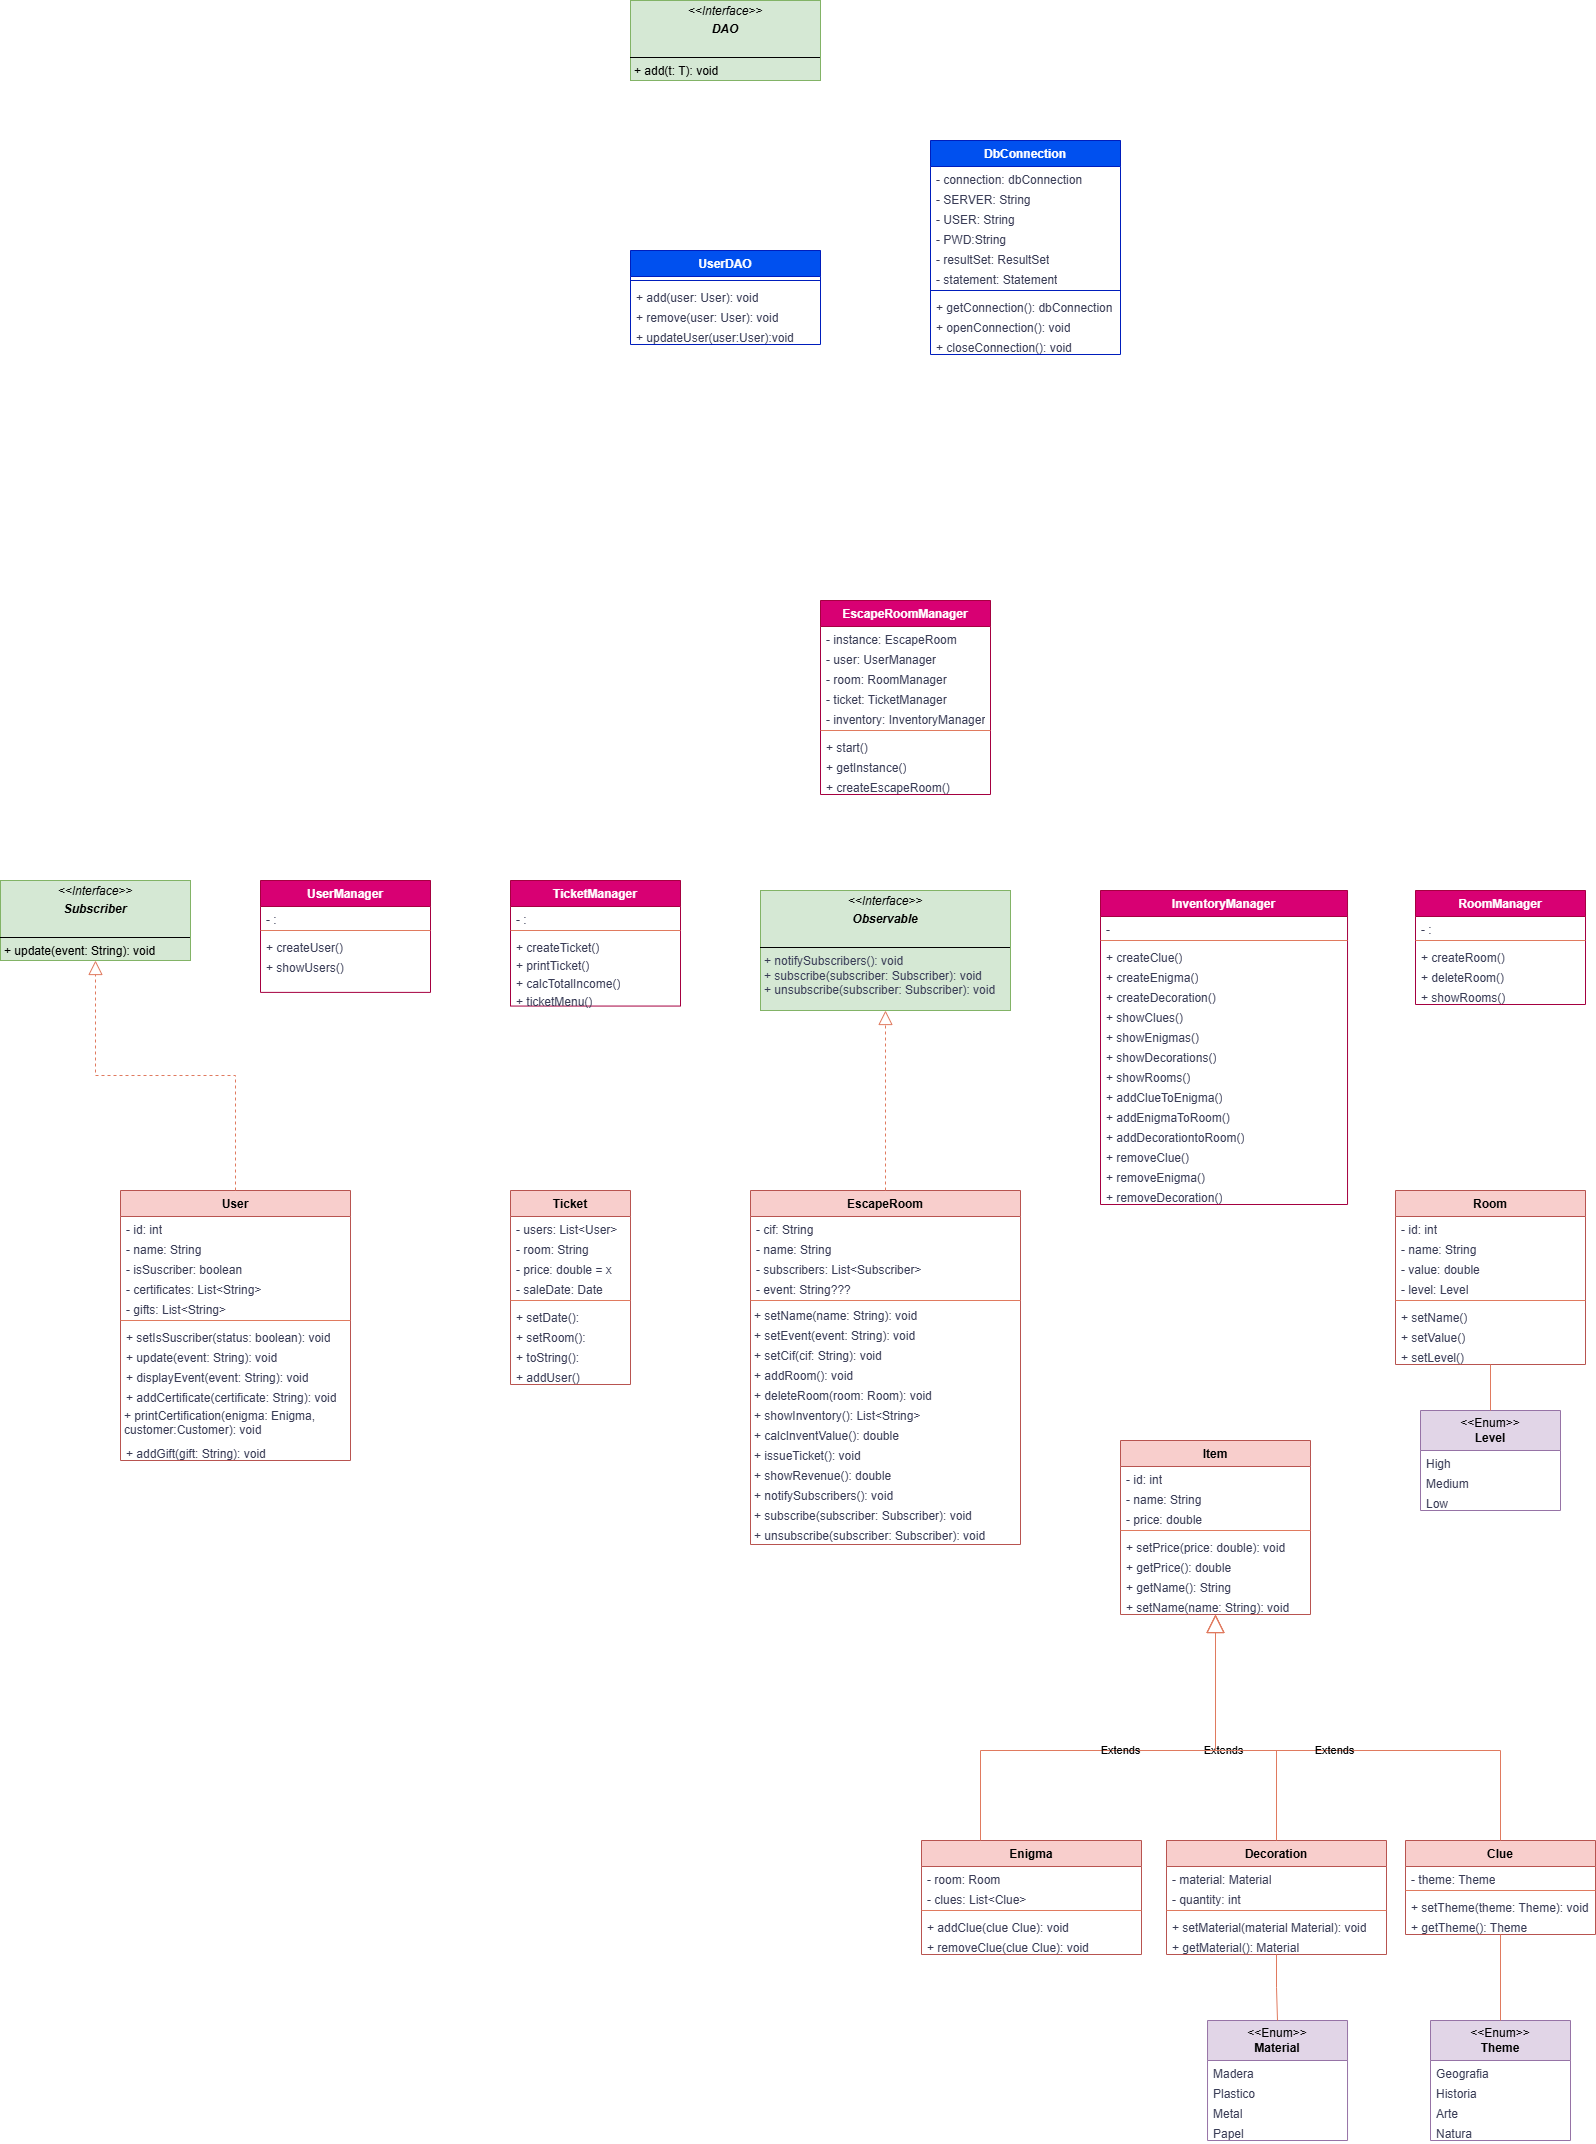 <<Interface>>
DAO
+ add(t: T): void
DbConnection
- connection: dbConnection
- SERVER: String
- USER: String
- PWD:String
- resultSet: ResultSet
- statement: Statement
+ getConnection(): dbConnection
+ openConnection(): void
+ closeConnection(): void
UserDAO
+ add(user: User): void
+ remove(user: User): void
+ updateUser(user:User):void
EscapeRoomManager
- instance: EscapeRoom
- user: UserManager
- room: RoomManager
- ticket: TicketManager
- inventory: InventoryManager
+ start()
+ getInstance()
+ createEscapeRoom()
<<Interface>>
Subscriber
+ update(event: String): void
UserManager
- :
+ createUser()
+ showUsers()
TicketManager
- :
+ createTicket()
+ printTicket()
+ calcTotalIncome()
+ ticketMenu()
<<Interface>>
Observable
+ notifySubscribers(): void
+ subscribe(subscriber: Subscriber): void
+ unsubscribe(subscriber: Subscriber): void
InventoryManager
-
+ createClue()
+ createEnigma()
+ createDecoration()
+ showClues()
+ showEnigmas()
+ showDecorations()
+ showRooms()
+ addClueToEnigma()
+ addEnigmaToRoom()
+ addDecorationtoRoom()
+ removeClue()
+ removeEnigma()
+ removeDecoration()
RoomManager
- :
+ createRoom()
+ deleteRoom()
+ showRooms()
User
- id: int
- name: String
- isSuscriber: boolean
- certificates: List<String>
- gifts: List<String>
+ setIsSuscriber(status: boolean): void
+ update(event: String): void
+ displayEvent(event: String): void
+ addCertificate(certificate: String): void
+ printCertification(enigma: Enigma,
customer:Customer): void
+ addGift(gift: String): void
Ticket
- users: List<User>
- room: String
- price: double = x
- saleDate: Date
+ setDate():
+ setRoom():
+ toString():
+ addUser()
EscapeRoom
- cif: String
- name: String
- subscribers: List<Subscriber>
- event: String???
+ setName(name: String): void
+ setEvent(event: String): void
+ setCif(cif: String): void
+ addRoom(): void
+ deleteRoom(room: Room): void
+ showInventory(): List<String>
+ calcInventValue(): double
+ issueTicket(): void
+ showRevenue(): double
+ notifySubscribers(): void
+ subscribe(subscriber: Subscriber): void
+ unsubscribe(subscriber: Subscriber): void
Room
- id: int
- name: String
- value: double
- level: Level
+ setName()
+ setValue()
+ setLevel()
<<Enum>>
Level
High
Medium
Low
Item
- id: int
- name: String
- price: double
+ setPrice(price: double): void
+ getPrice(): double
+ getName(): String
+ setName(name: String): void
Extends
Extends
Extends
Enigma
- room: Room
- clues: List<Clue>
+ addClue(clue Clue): void
+ removeClue(clue Clue): void
Decoration
- material: Material
- quantity: int
+ setMaterial(material Material): void
+ getMaterial(): Material
Clue
- theme: Theme
+ setTheme(theme: Theme): void
+ getTheme(): Theme
<<Enum>>
Material
Madera
Plastico
Metal
Papel
<<Enum>>
Theme
Geografia
Historia
Arte
Natura